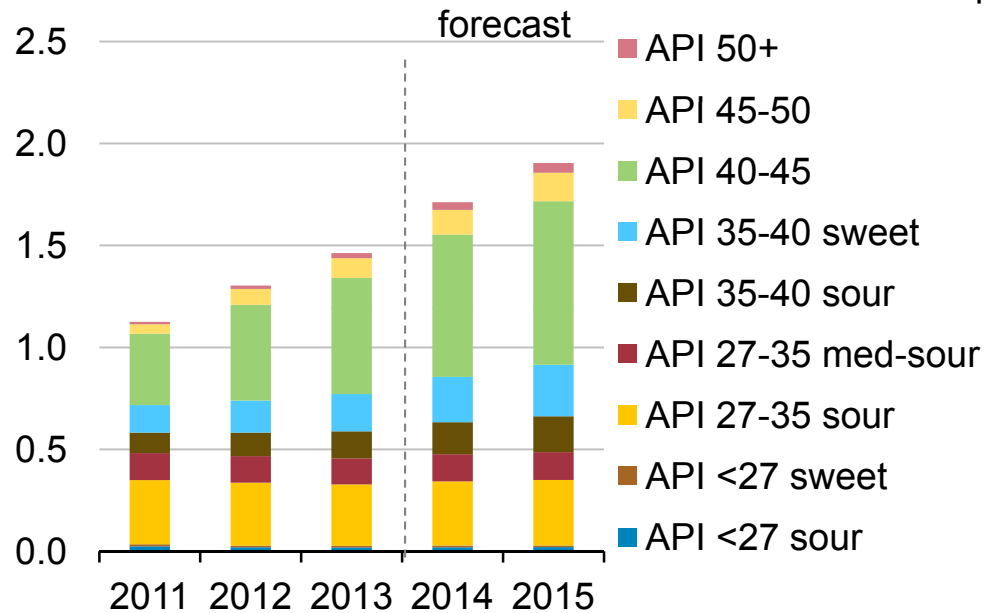 forecast
2.5
2.0
1.5
1.0
0.5
0.0
2011 2012 2013 2014 2015
API 50+
API 45-50
API 40-45
API 35-40 sweet
API 35-40 sour
API 27-35 med-sour
API 27-35 sour
API <27 sweet
API <27 sour